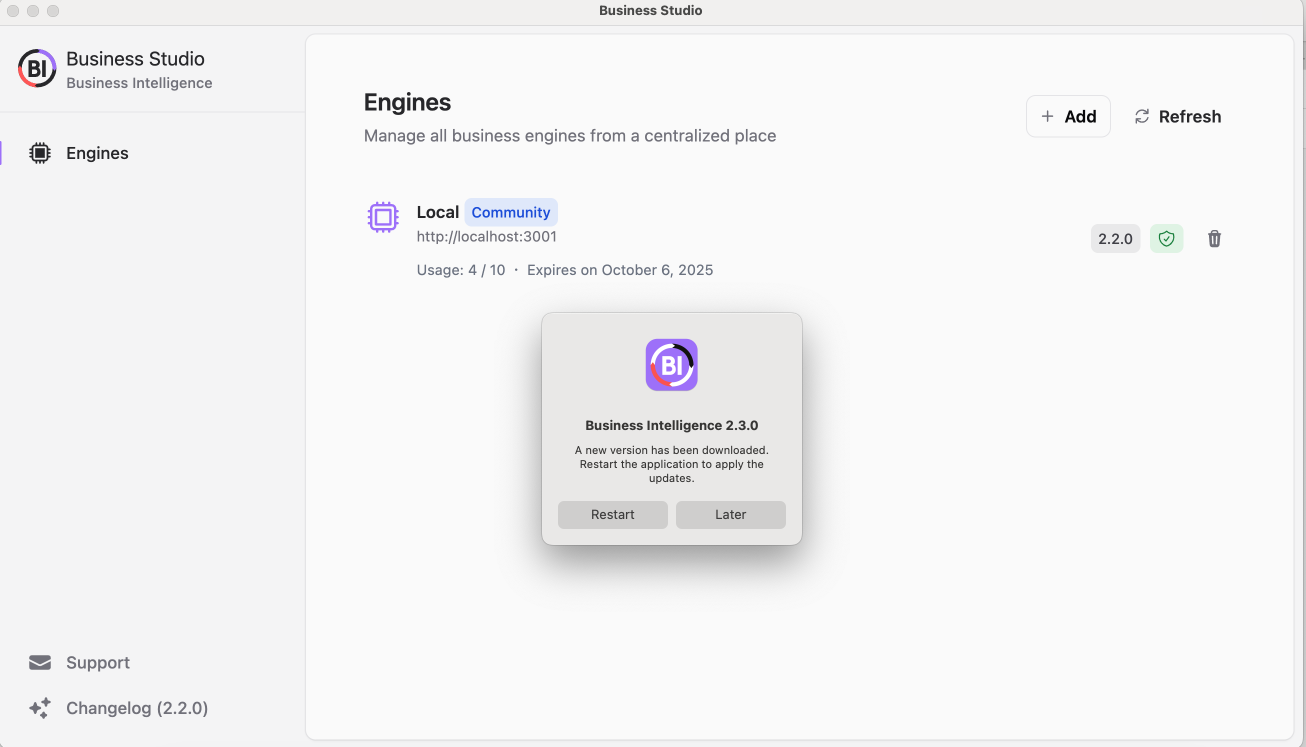 Business Studio
BI
Business Studio
Business Intelligence
Engines
Support
Changelog (2.2.0)
Engines
Manage all business engines from a centralized place
Add
Refresh
Local Community
http://localhost:3001
Usage: 4 / 10 · Expires on October 6, 2025
2.2.0
BI
Business Intelligence 2.3.0
A new version has been downloaded.
Restart the application to apply the
updates.
Restart
Later